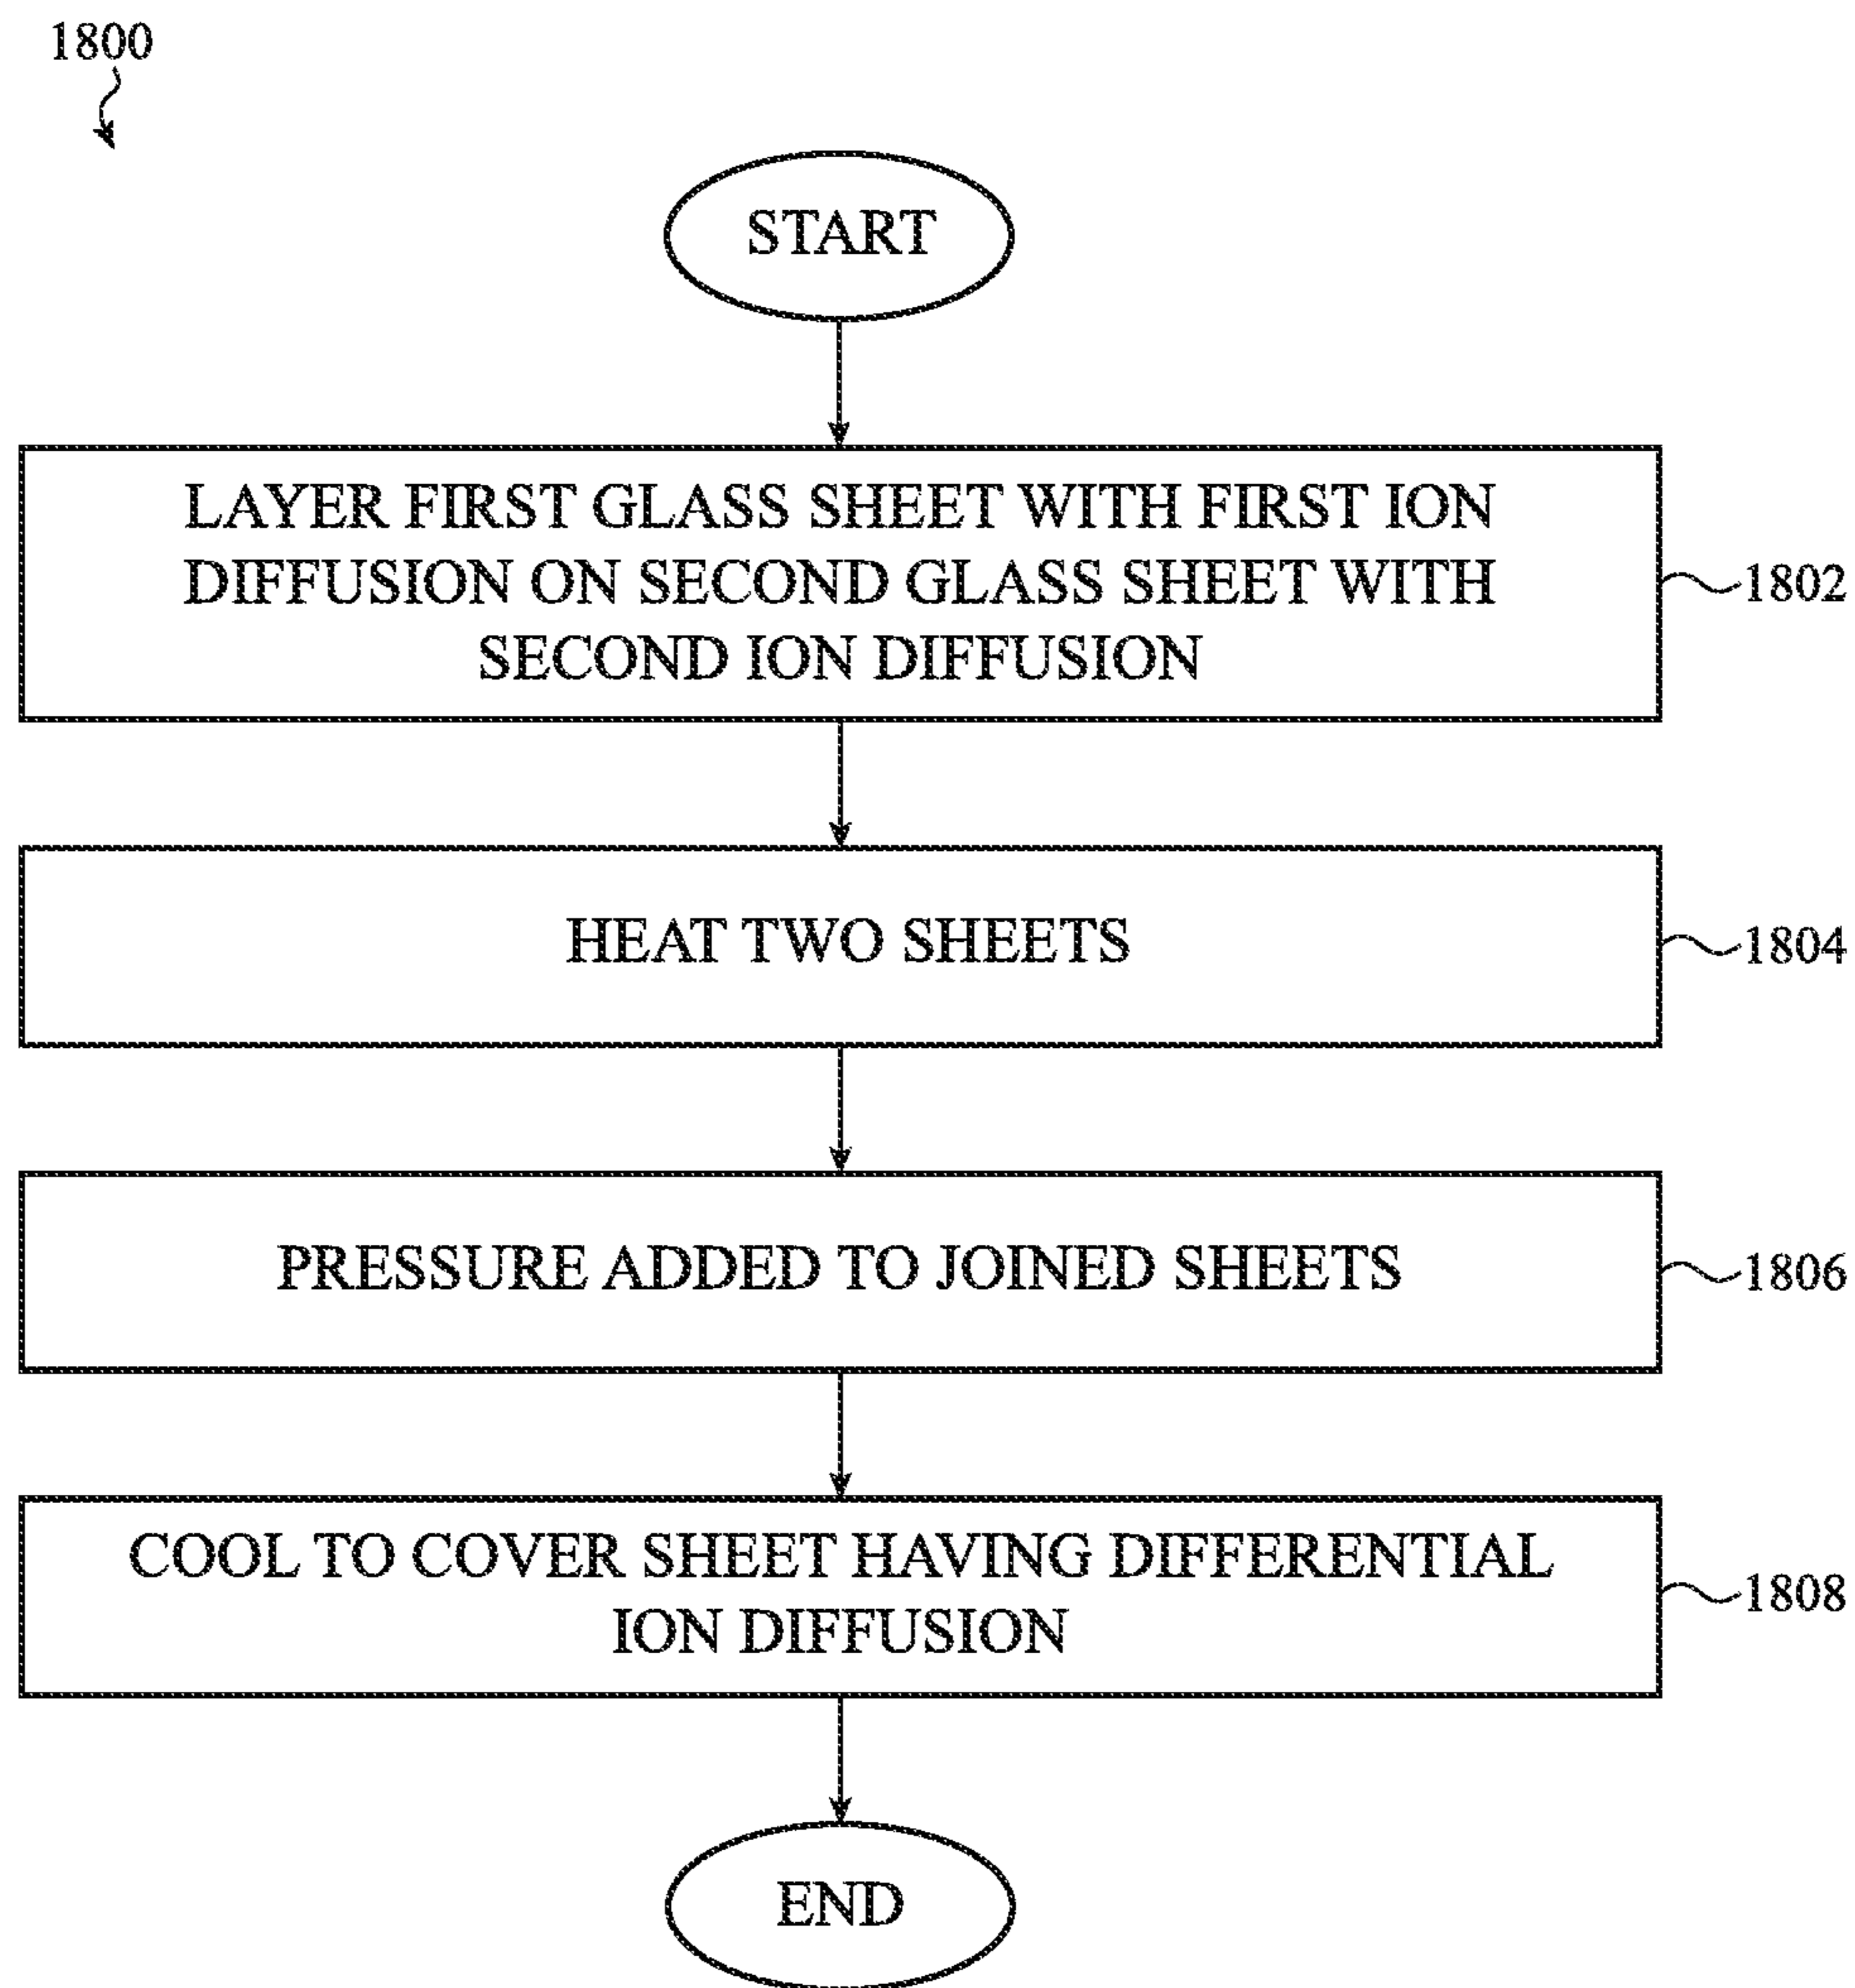 1800
START
LAYER FIRST GLASS SHEET WITH FIRST ION
DIFFUSION ON SECOND GLASS SHEET WITH
SECOND ION DIFFUSION
1802
HEAT TWO SHEETS
1804
PRESSURE ADDED TO JOINED SHEETS
1806
COOL TO COVER SHEET HAVING DIFFERENTIAL
ION DIFFUSION
1808
END